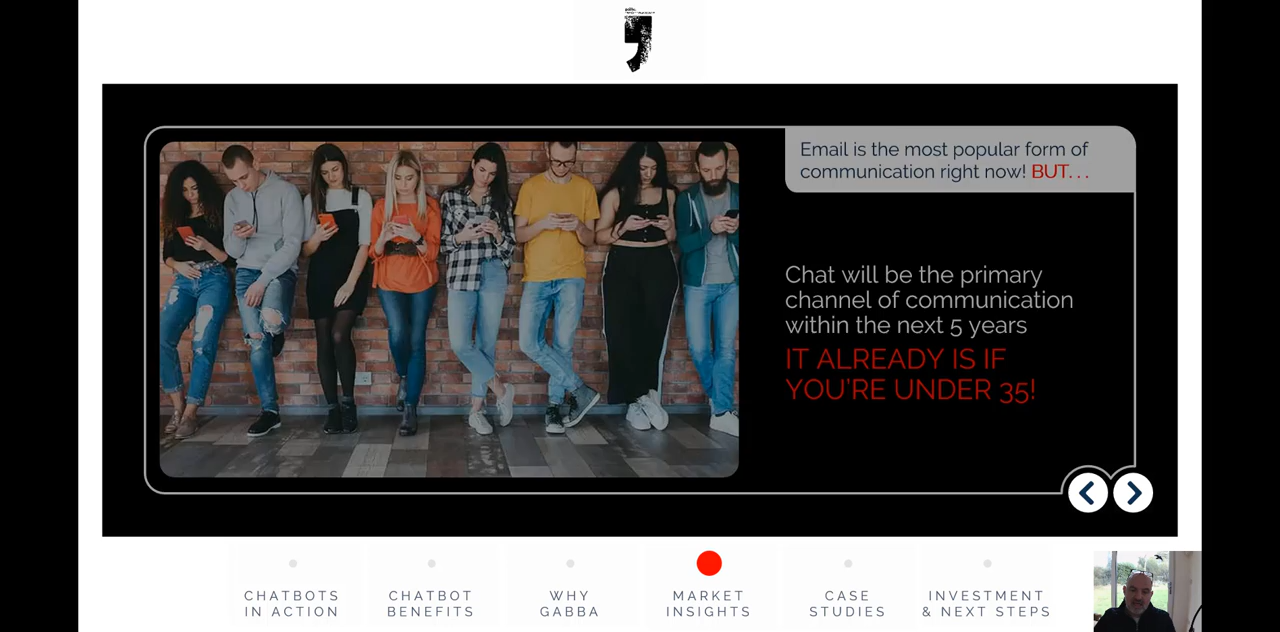 Email is the most popular form of
communication right now! BUT...
Chat will be the primary
channel of communication
within the next 5 years
IT ALREADY IS IF
YOU'RE UNDER 35!
CHATBOTS
IN ACTION
CHATBOT
BENEFITS
WHY
GABBA
MARKET
INSIGHTS
CASE
STUDIES
INVESTMENT
& NEXT STEPS